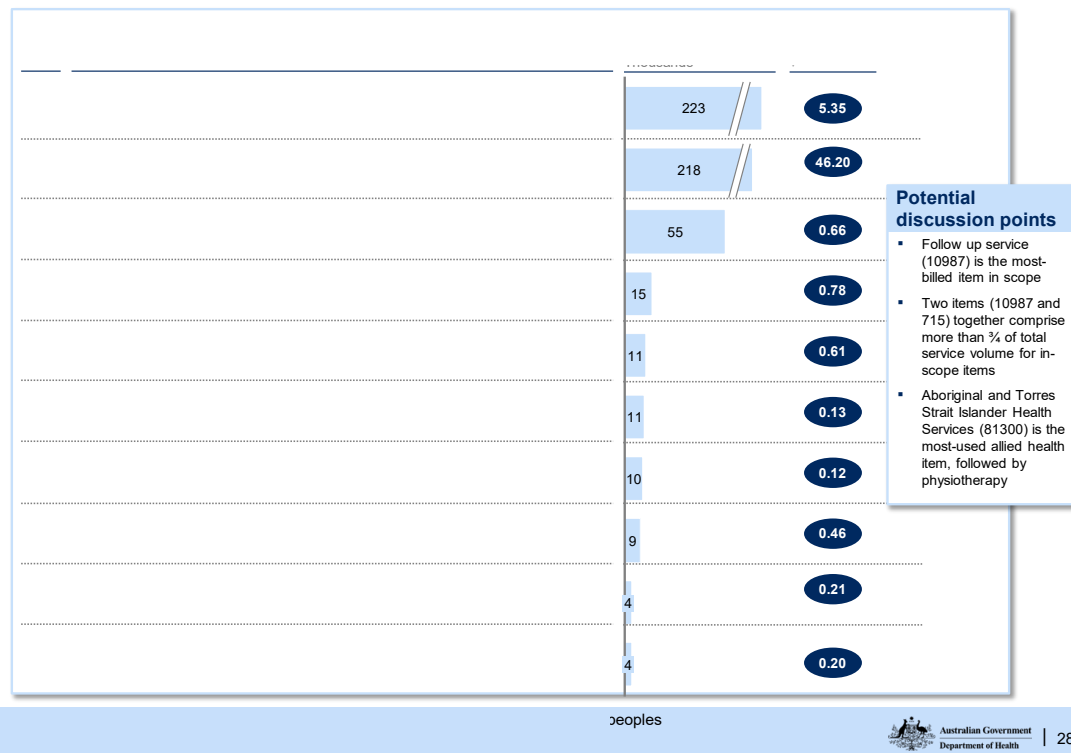 223
5.35
218
46.20
55
0.66
15
0.78
11
0.61
11
0.13
10
0.12
9
0.46
4
0.21
4
0.20
Potential
discussion points
▪ Follow up service
(10987) is the most-
billed item in scope
▪ Two items (10987 and
715) together comprise
more than ¾ of total
service volume for in-
scope items
▪ Aboriginal and Torres
Strait Islander Health
Services (81300) is the
most-used allied health
item, followed by
physiotherapy
peoples
Australian Government
Department of Health
28